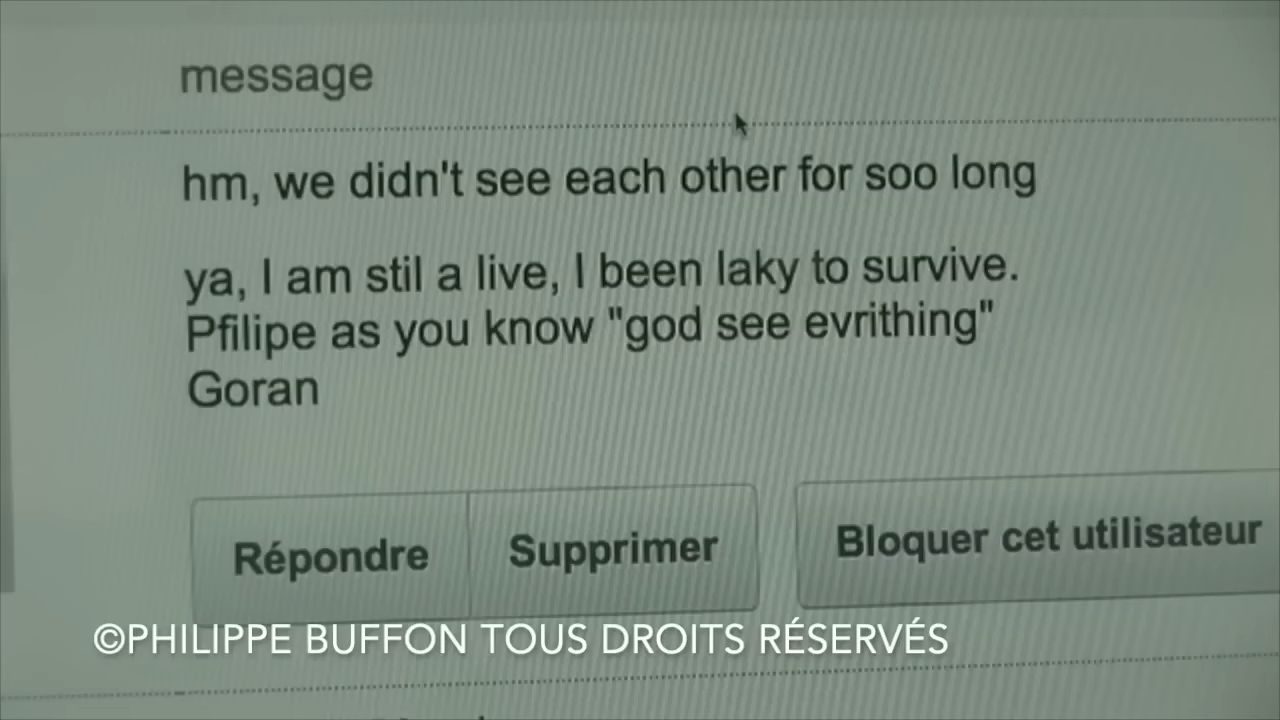 message
hm, we didn't see each other for soo long
ya, I am stil a live, I been laky to survive.
Pfilipe as you know "god see evrithing"
Goran
Répondre
Supprimer
Bloquer cet utilisateur
©PHILIPPE BUFFON TOUS DROITS RÉSERVÉS